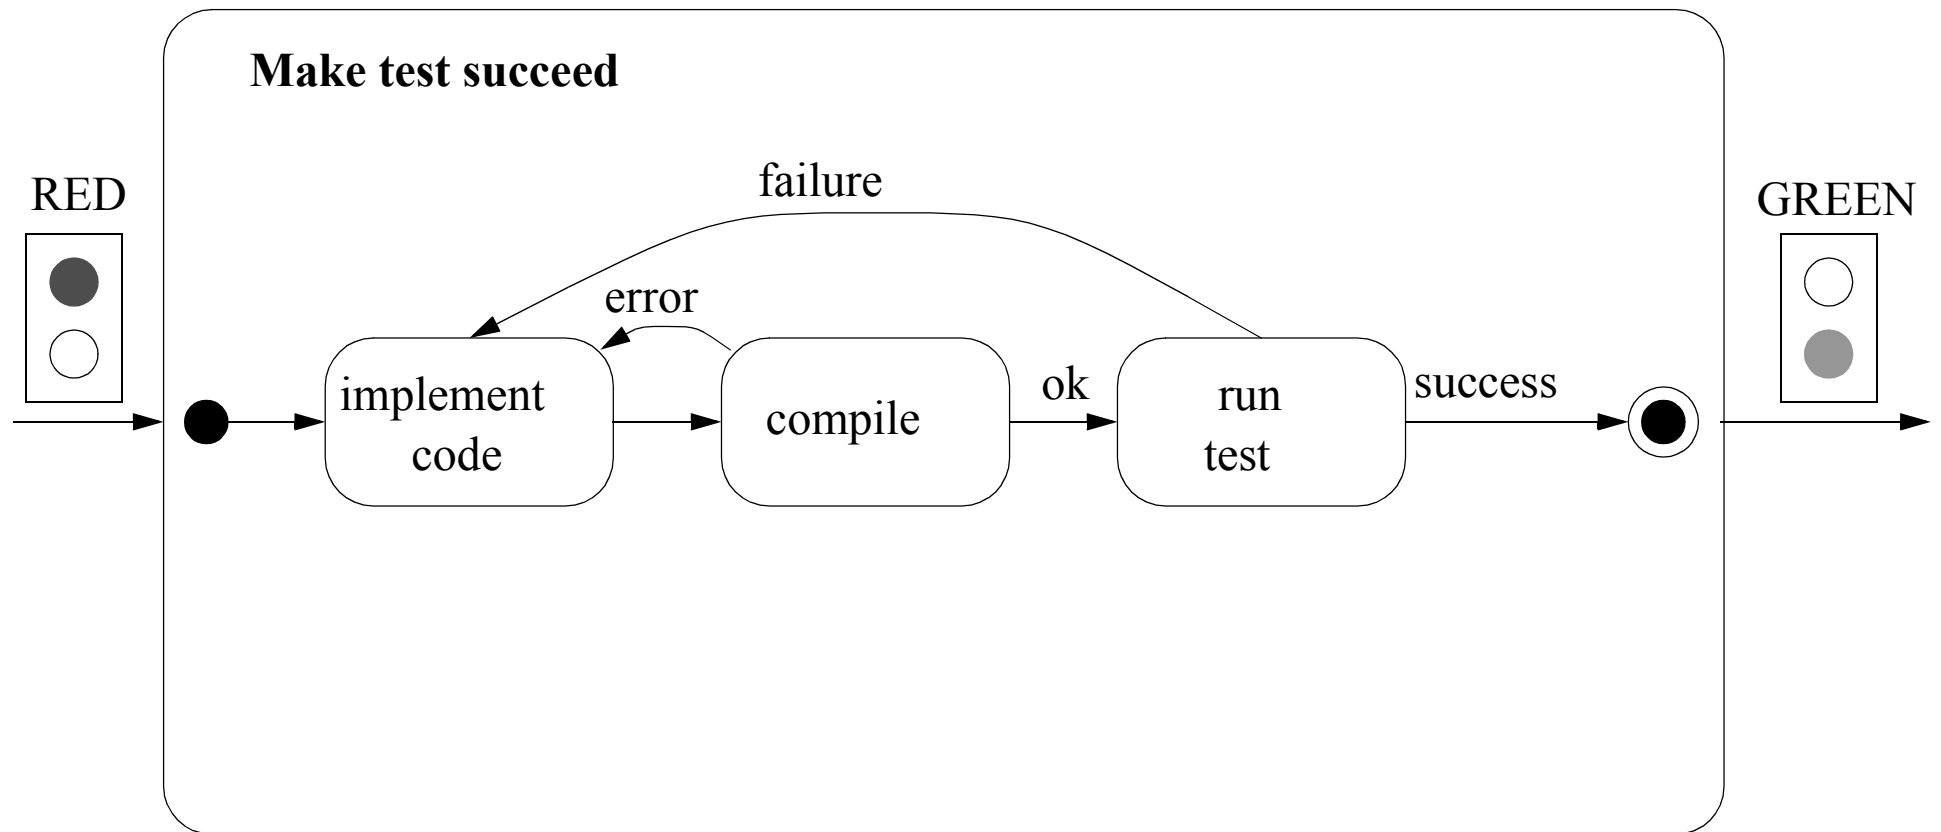 Make test succeed
failure
RED
GREEN
error
implement
code
compile
ok
run
test
success